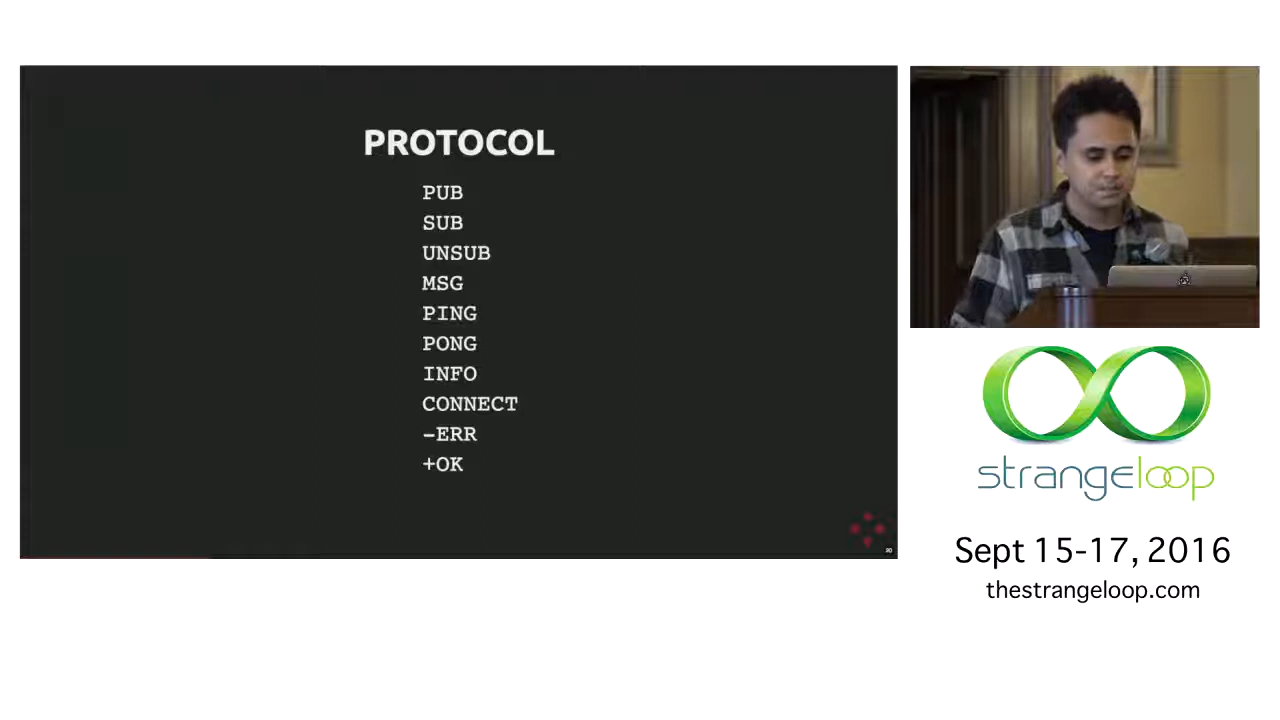 PROTOCOL
PUB
SUB
UNSUB
MSG
PING
PONG
INFO
CONNECT
-ERR
+OK
strangeloop
Sept 15-17, 2016
thestrangeloop.com